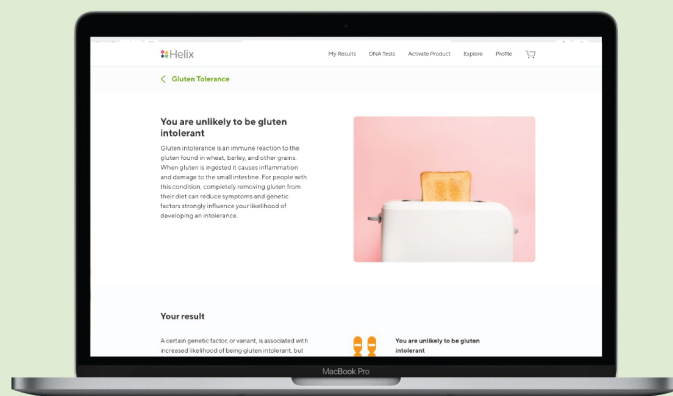 Helix
My Results DNA Tests Activate Product Explore Profile
Gluten Tolerance
You are unlikely to be gluten
intolerant
Gluten intolerance is an immune reaction to the
gluten found in wheat, barley, and other grains.
When gluten is ingested it causes inflammation
and damage to the small intestine. For people with
this condition, completely removing gluten from
their diet can reduce symptoms and genetic
factors strongly influence your likelihood of
developing an intolerance.
Your result
A certain genetic factor, or variant, is associated with
increased likelihood of being gluten intolerant, but
You are unlikely to be gluten
intolerant
MacBook Pro